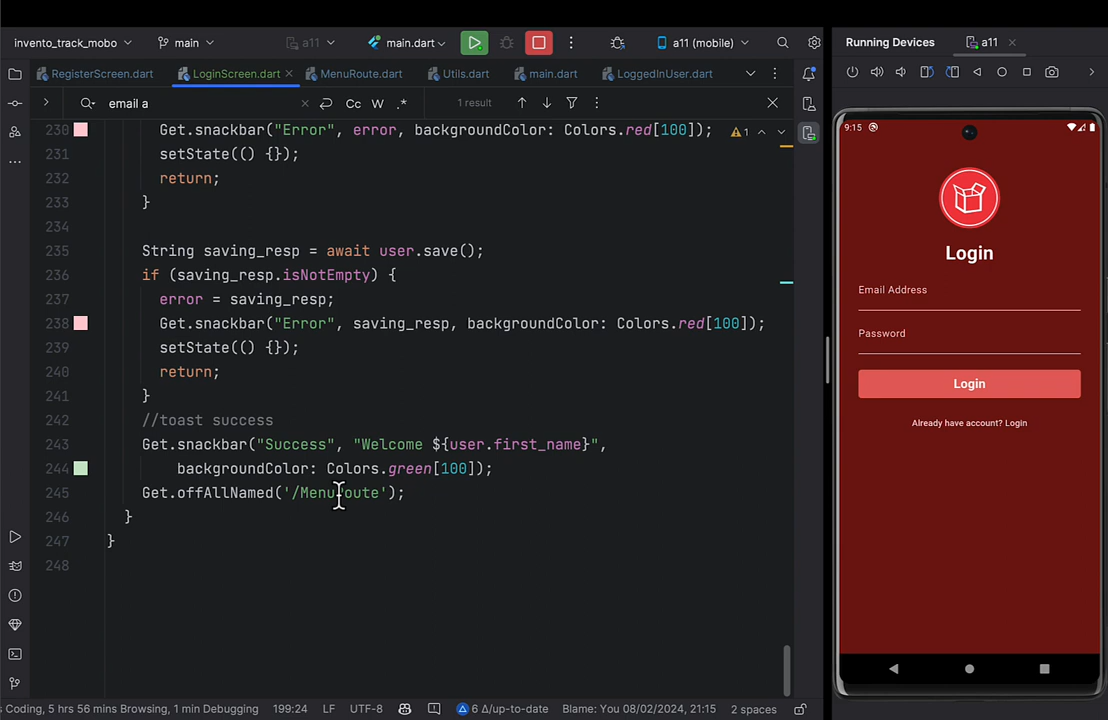 invento_track_mobo main a11 main.dart a11 (mobile) Running Devices a11
RegisterScreen.dart LoginScreen.dart MenuRoute.dart Utils.dart main.dart LoggedInUser.dart
email a Cc W .* 1 result
230 Get.snackbar("Error", error, backgroundColor: Colors.red[100]); 1
231 setState(() {});
232 return;
233 }
234
235 String saving_resp = await user.save();
236 if (saving_resp.isNotEmpty) {
237 error = saving_resp;
238 Get.snackbar("Error", saving_resp, backgroundColor: Colors.red[100]);
239 setState(() {});
240 return;
241 }
242 //toast success
243 Get.snackbar("Success", "Welcome ${user.first_name}",
244 backgroundColor: Colors.green[100]);
245 Get.offAllNamed('/MenuRoute');
246 }
247 }
248
s Coding, 5 hrs 56 mins Browsing, 1 min Debugging 199:24 LF UTF-8 6 Δ/up-to-date Blame: You 08/02/2024, 21:15 2 spaces
9:15
Login
Email Address
Password
Login
Already have account? Login